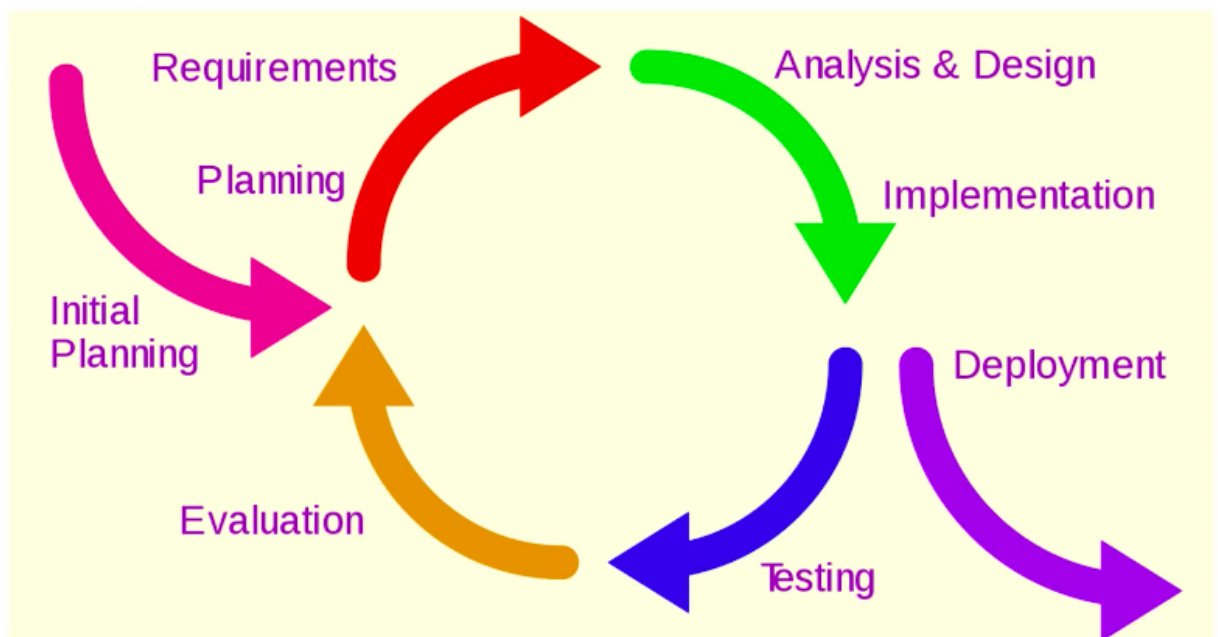 Requirements
Analysis & Design
Planning
Implementation
Initial
Planning
Deployment
Evaluation
Testing